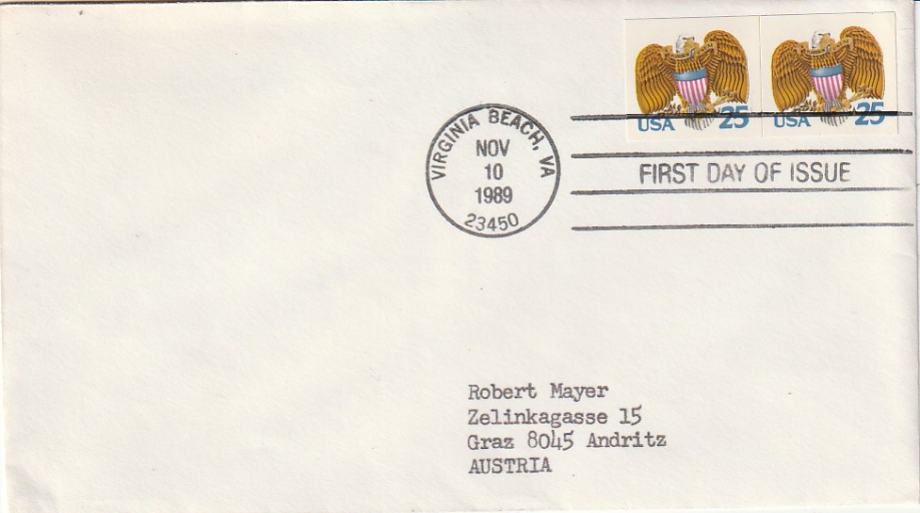 USA 25 USA 25
VIRGINIA BEACH, VA
NOV
10
1989
23450
FIRST DAY OF ISSUE
Robert Mayer
Zelinkagasse 15
Graz 8045 Andritz
AUSTRIA